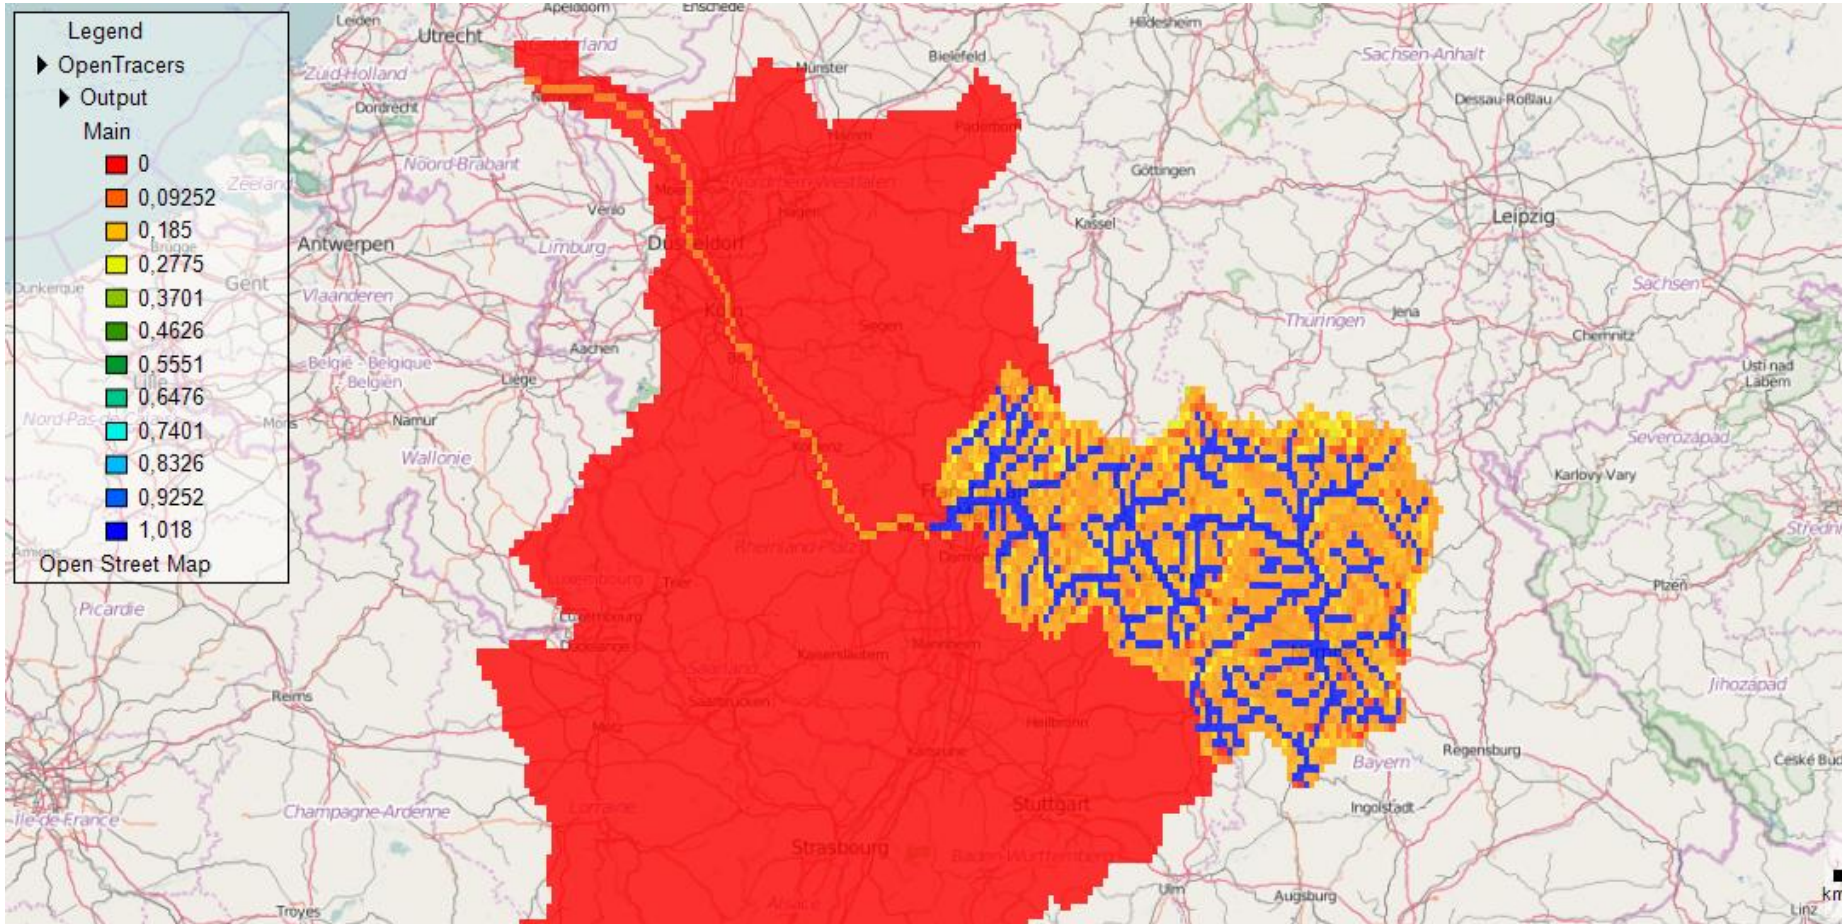 Legend
OpenTracers
Output
Main
0
0,09252
0,185
0,2775
0,3701
0,4626
0,5551
0,6476
0,7401
0,8326
0,9252
1,018
Open Street Map
Leiden
Utrecht
Apeldoorn
Enschede
Gelderland
Zuid-Holland
Dordrecht
Noord-Brabant
Zeeland
Venlo
Limburg
Antwerpen
Brugge
Gent
Dunkerque
Vlaanderen
Aachen
België - Belgique
- Belgien
Liège
Lille
Nord-Pas-de-Calais
Mons
Namur
Wallonie
Amiens
Picardie
Reims
Île-de-France
Champagne-Ardenne
Troyes
Münster
Bielefeld
Hamm
Paderborn
Nordrhein-Westfalen
Hagen
Düsseldorf
Köln
Siegen
Koblenz
Rheinland-Pfalz
Trier
Luxembourg
Luxembourg
Dudelange
Saarland
Saarbrücken
Kaiserslautern
Mannheim
Metz
Lorraine
Karlsruhe
Heilbronn
Stuttgart
Strasbourg
Baden-Württemberg
Alsace
Hildesheim
Sachsen-Anhalt
Dessau-Roßlau
Göttingen
Kassel
Leipzig
Sachsen
Thüringen
Jena
Chemnitz
Ústí nad
Labem
Severozápad
Karlovy Vary
Plzeň
Jihozápad
Regensburg
Bayern
Ingolstadt
Ulm
Augsburg
Linz
km